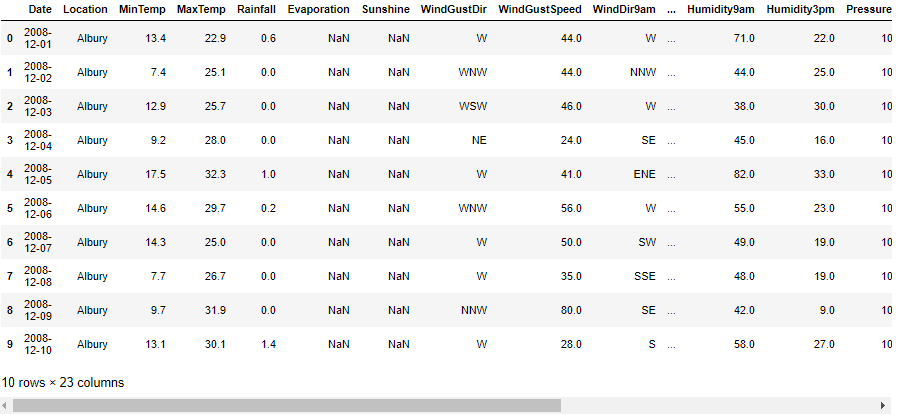 Date Location MinTemp MaxTemp Rainfall Evaporation Sunshine WindGustDir WindGustSpeed WindDir9am ... Humidity9am Humidity3pm Pressure
0 2008-12-01 Albury 13.4 22.9 0.6 NaN NaN W 44.0 W ... 71.0 22.0 10
1 2008-12-02 Albury 7.4 25.1 0.0 NaN NaN WNW 44.0 NNW ... 44.0 25.0 10
2 2008-12-03 Albury 12.9 25.7 0.0 NaN NaN WSW 46.0 W ... 38.0 30.0 10
3 2008-12-04 Albury 9.2 28.0 0.0 NaN NaN NE 24.0 SE ... 45.0 16.0 10
4 2008-12-05 Albury 17.5 32.3 1.0 NaN NaN W 41.0 ENE ... 82.0 33.0 10
5 2008-12-06 Albury 14.6 29.7 0.2 NaN NaN WNW 56.0 W ... 55.0 23.0 10
6 2008-12-07 Albury 14.3 25.0 0.0 NaN NaN W 50.0 SW ... 49.0 19.0 10
7 2008-12-08 Albury 7.7 26.7 0.0 NaN NaN W 35.0 SSE ... 48.0 19.0 10
8 2008-12-09 Albury 9.7 31.9 0.0 NaN NaN NNW 80.0 SE ... 42.0 9.0 10
9 2008-12-10 Albury 13.1 30.1 1.4 NaN NaN W 28.0 S ... 58.0 27.0 10
10 rows × 23 columns